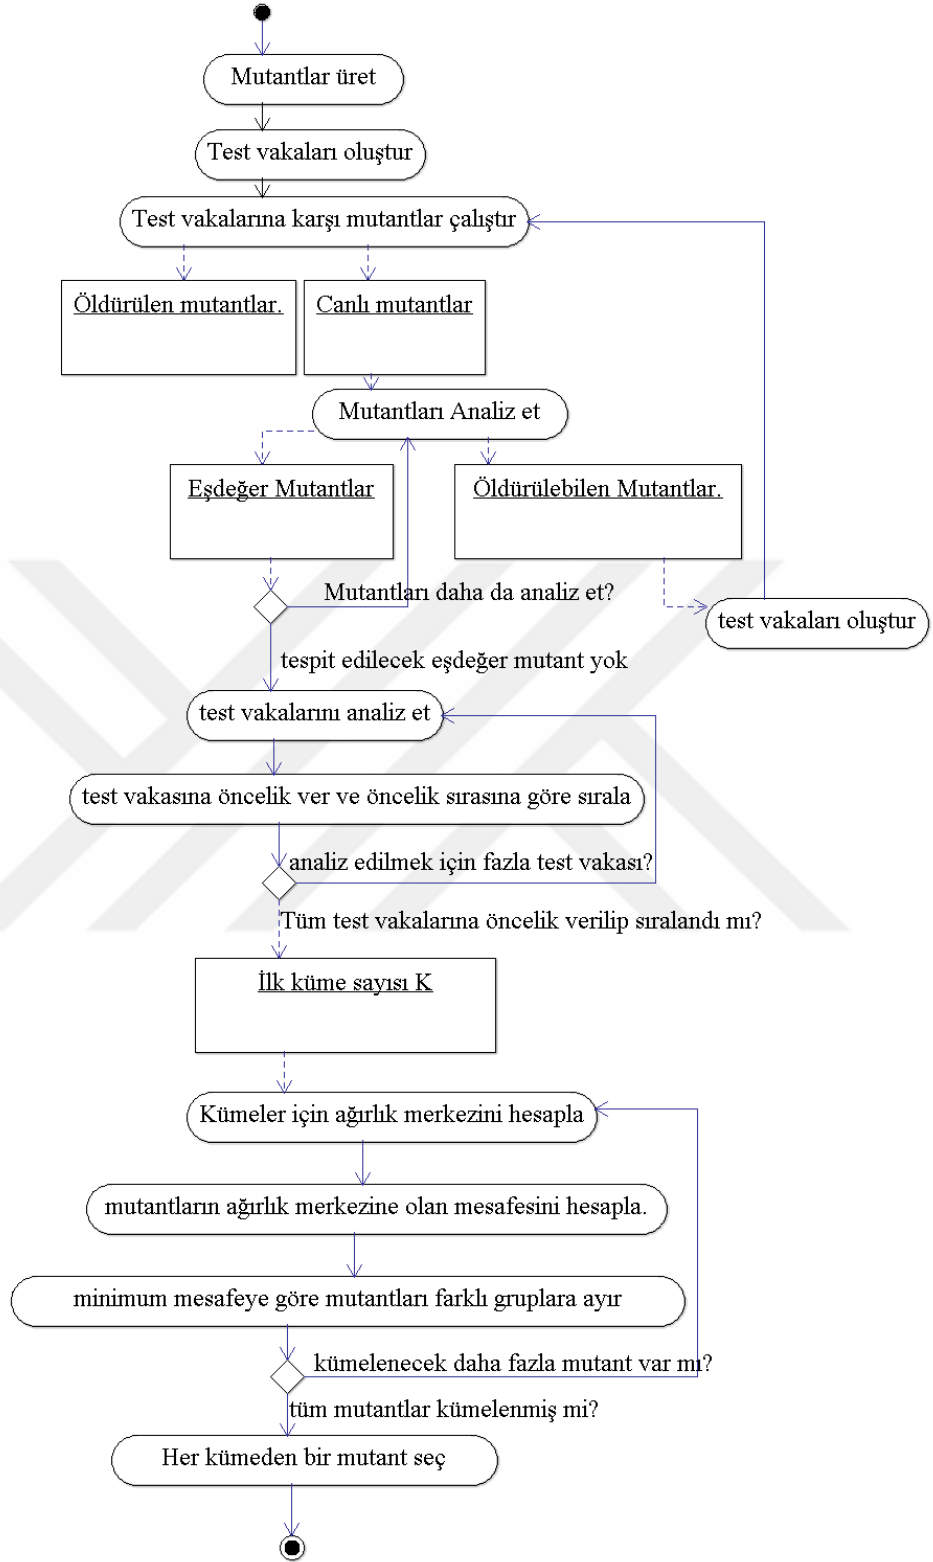 Mutantlar üret
Test vakaları oluştur
Test vakalarına karşı mutantlar çalıştır
Öldürülen mutantlar.
Canlı mutantlar
Mutantları Analiz et
Eşdeğer Mutantlar
Öldürülebilen Mutantlar.
Mutantları daha da analiz et?
test vakaları oluştur
tespit edilecek eşdeğer mutant yok
test vakalarını analiz et
test vakasına öncelik ver ve öncelik sırasına göre sırala
analiz edilmek için fazla test vakası?
Tüm test vakalarına öncelik verilip sıralandı mı?
İlk küme sayısı K
Kümeler için ağırlık merkezini hesapla
mutantların ağırlık merkezine olan mesafesini hesapla.
minimum mesafeye göre mutantları farklı gruplara ayır
kümelenecek daha fazla mutant var mı?
tüm mutantlar kümelenmiş mi?
Her kümeden bir mutant seç